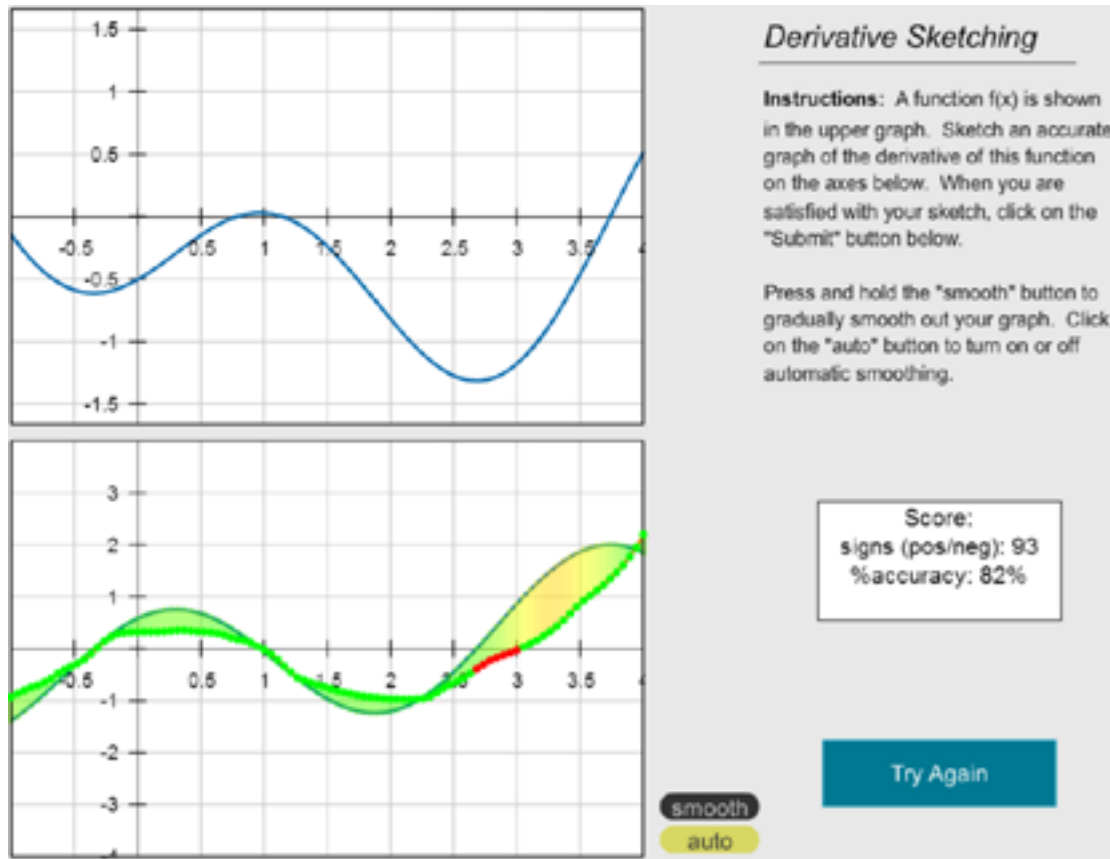 Derivative Sketching
Instructions: A function f(x) is shown
in the upper graph. Sketch an accurate
graph of the derivative of this function
on the axes below. When you are
satisfied with your sketch, click on the
"Submit" button below.
Press and hold the "smooth" button to
gradually smooth out your graph. Click
on the "auto" button to turn on or off
automatic smoothing.
1.5
1
0.5
-0.5 0.5 1 1.5 2 2.5 3 3.5 4
-0.5
-1
-1.5
3
2
1
-0.5 0.5 1 1.5 2 2.5 3 3.5 4
-1
-2
-3
-4
Score:
signs (pos/neg): 93
%accuracy: 82%
Try Again
smooth
auto